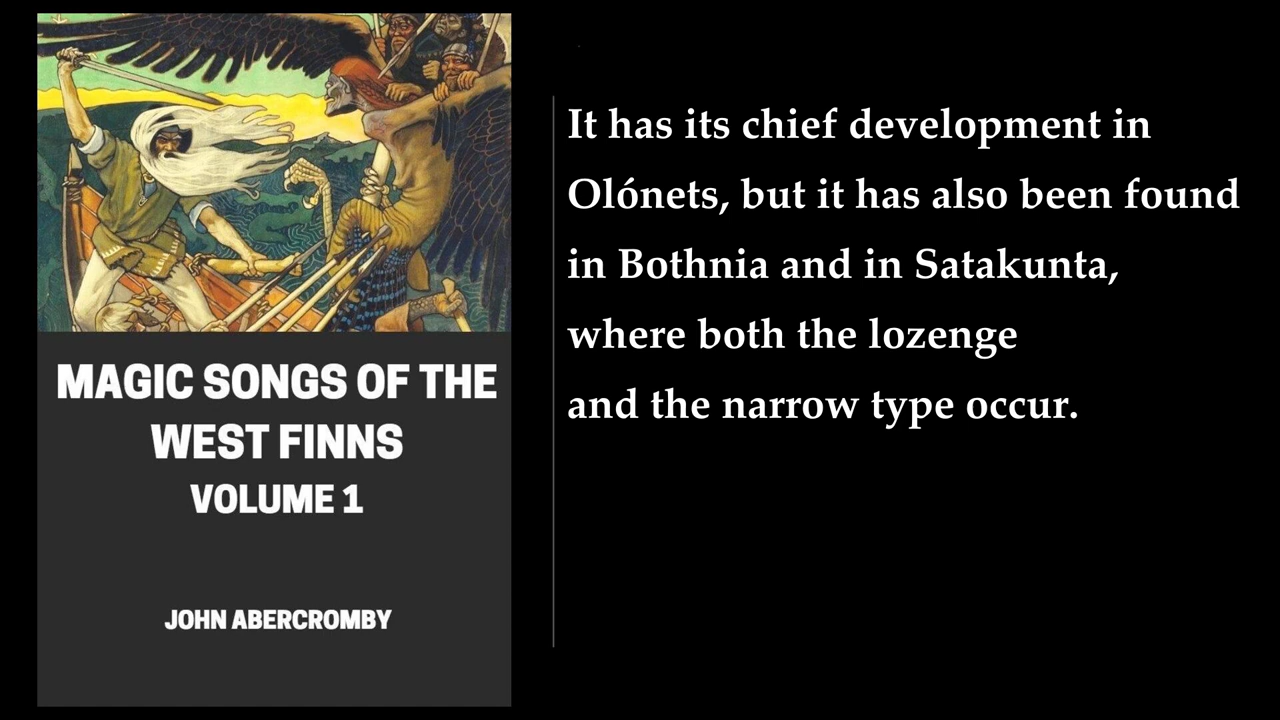 MAGIC SONGS OF THE
WEST FINNS
VOLUME 1
JOHN ABERCROMBY
It has its chief development in
Olónets, but it has also been found
in Bothnia and in Satakunta,
where both the lozenge
and the narrow type occur.